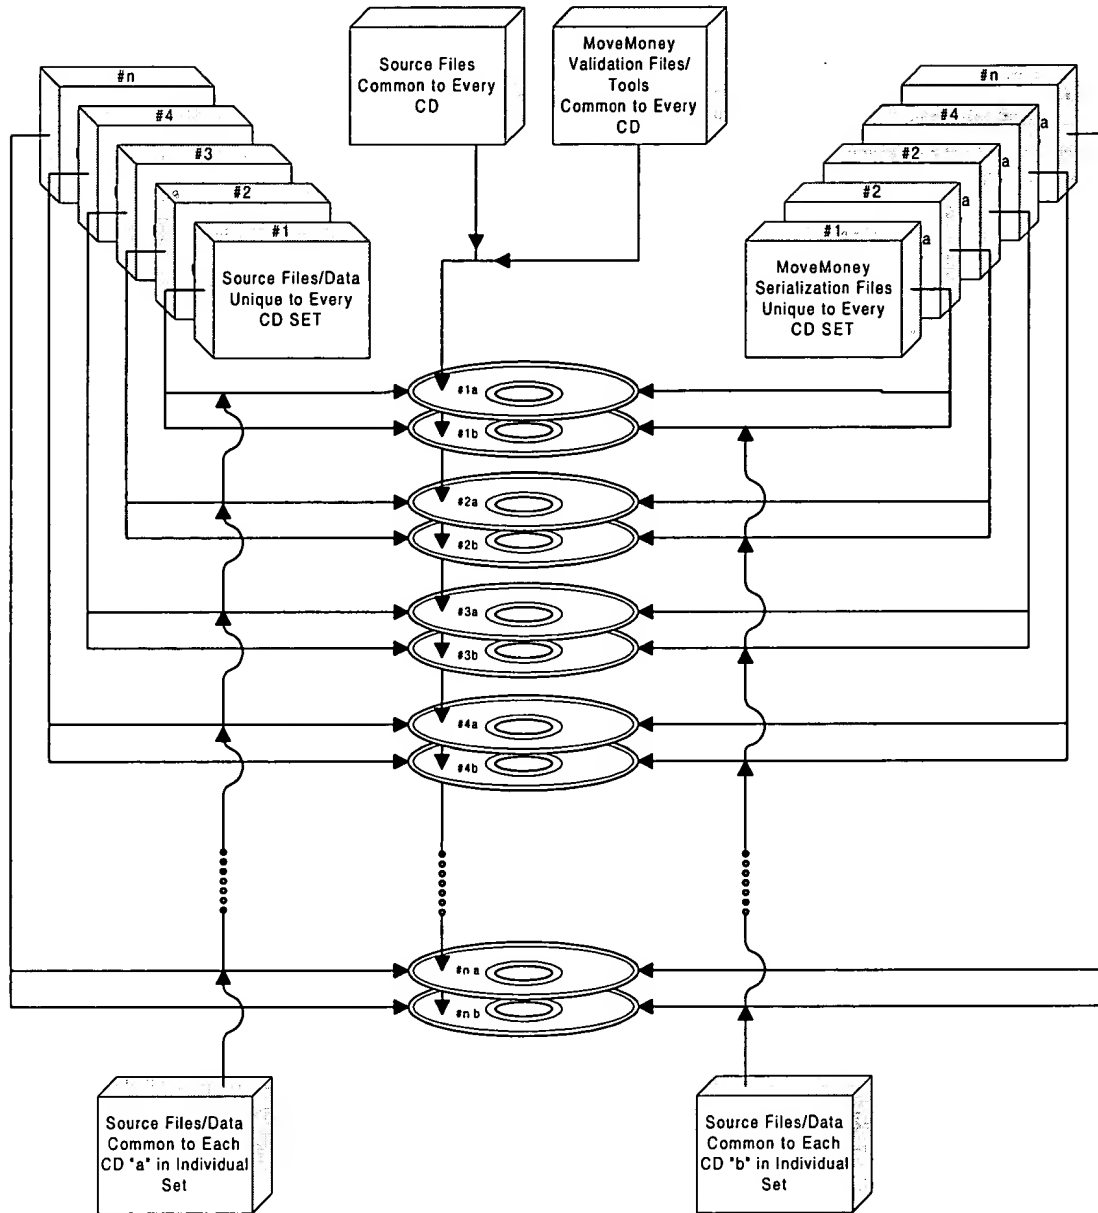 #n
#4
#3
a
#2
#1
Source Files/Data
Unique to Every
CD SET
Source Files
Common to Every
CD
MoveMoney
Validation Files/
Tools
Common to Every
CD
#n
#4
a
#2
a
#2
a
#1
a
MoveMoney
Serialization Files
Unique to Every
CD SET
#1a
#1b
#2a
#2b
#3a
#3b
#4a
#4b
#n a
#n b
Source Files/Data
Common to Each
CD "a" in Individual
Set
Source Files/Data
Common to Each
CD "b" in Individual
Set